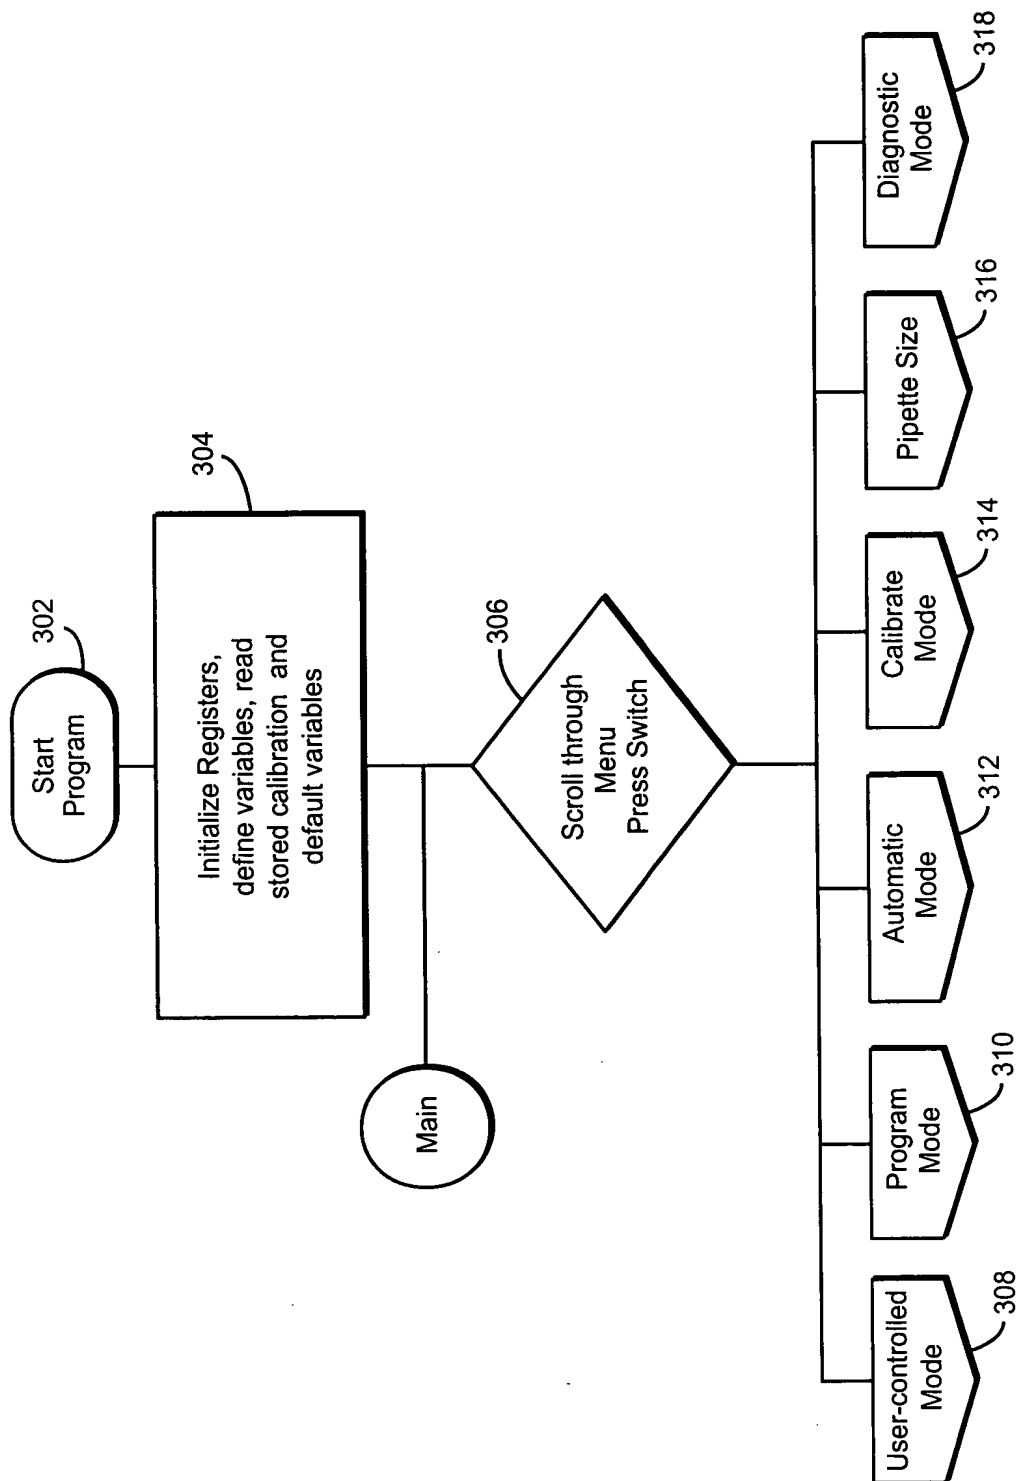 302
Start
Program
304
Initialize Registers,
define variables, read
stored calibration and
default variables
Main
306
Scroll through
Menu
Press Switch
User-controlled
Mode
308
Program
Mode
310
Automatic
Mode
312
Calibrate
Mode
314
Pipette Size
316
Diagnostic
Mode
318